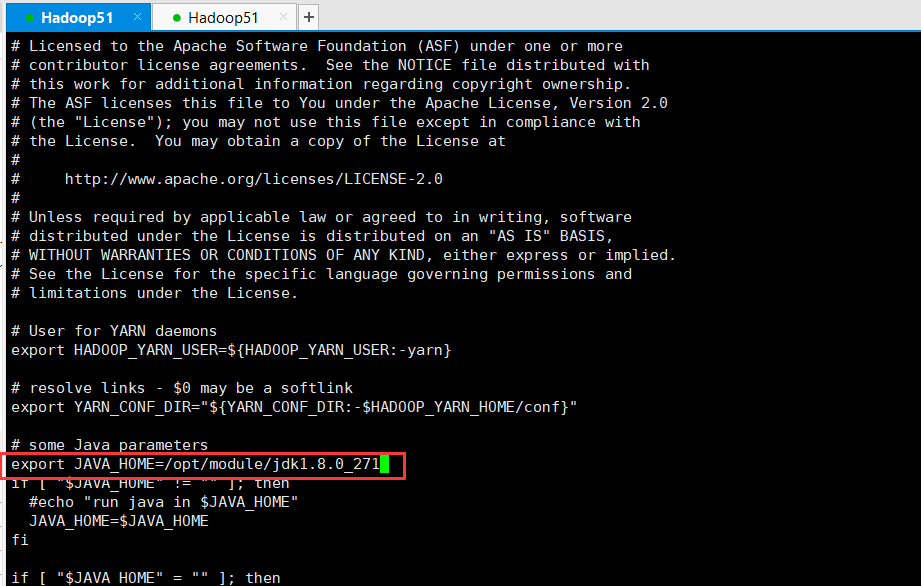 Hadoop51 × Hadoop51 × +
# Licensed to the Apache Software Foundation (ASF) under one or more
# contributor license agreements.  See the NOTICE file distributed with
# this work for additional information regarding copyright ownership.
# The ASF licenses this file to You under the Apache License, Version 2.0
# (the "License"); you may not use this file except in compliance with
# the License.  You may obtain a copy of the License at
#
#     http://www.apache.org/licenses/LICENSE-2.0
#
# Unless required by applicable law or agreed to in writing, software
# distributed under the License is distributed on an "AS IS" BASIS,
# WITHOUT WARRANTIES OR CONDITIONS OF ANY KIND, either express or implied.
# See the License for the specific language governing permissions and
# limitations under the License.

# User for YARN daemons
export HADOOP_YARN_USER=${HADOOP_YARN_USER:-yarn}

# resolve links - $0 may be a softlink
export YARN_CONF_DIR="${YARN_CONF_DIR:-$HADOOP_YARN_HOME/conf}"

# some Java parameters
export JAVA_HOME=/opt/module/jdk1.8.0_271
if [ "$JAVA_HOME" != "" ]; then
  #echo "run java in $JAVA_HOME"
  JAVA_HOME=$JAVA_HOME
fi

if [ "$JAVA_HOME" = "" ]; then